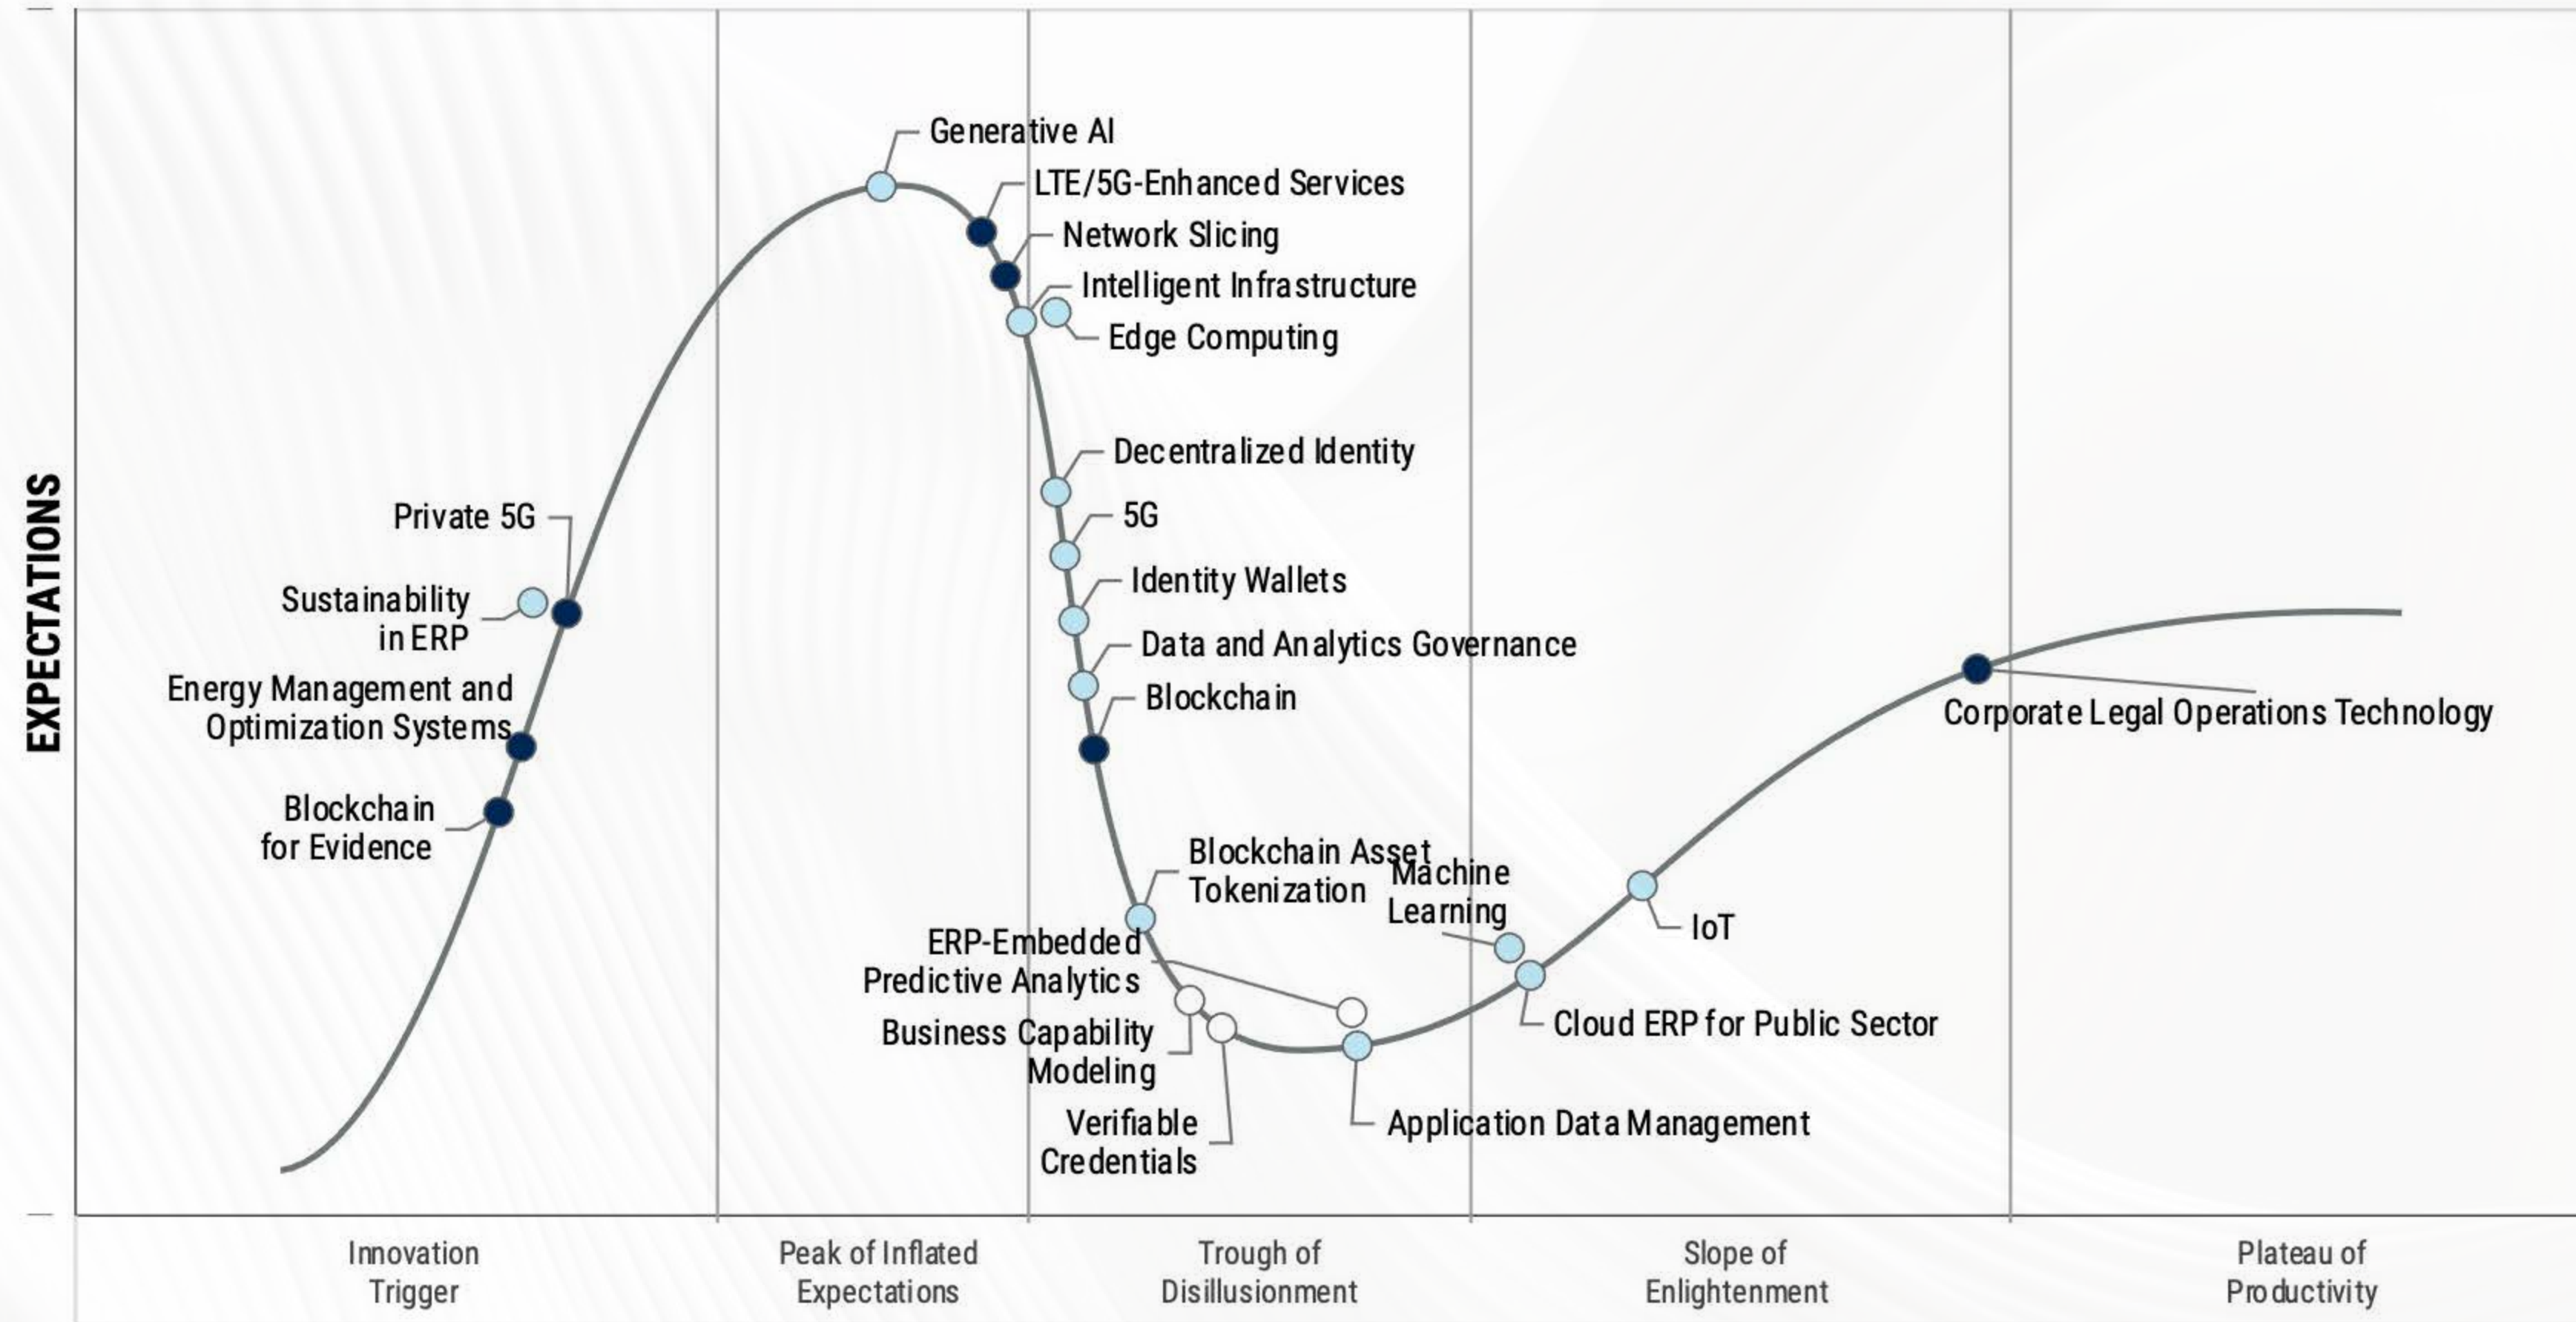 Generative AI
LTE/5G-Enhanced Services
Network Slicing
Intelligent Infrastructure
Edge Computing
Decentralized Identity
5G
Identity Wallets
Data and Analytics Governance
Blockchain
Private 5G
Sustainability
in ERP
Energy Management and
Optimization Systems
Blockchain
for Evidence
EXPECTATIONS
Blockchain Asset
Tokenization
Machine
Learning
ERP-Embedded
Predictive Analytics
Business Capability
Modeling
Verifiable
Credentials
Application Data Management
Cloud ERP for Public Sector
IoT
Corporate Legal Operations Technology
Innovation
Trigger
Peak of Inflated
Expectations
Trough of
Disillusionment
Slope of
Enlightenment
Plateau of
Productivity